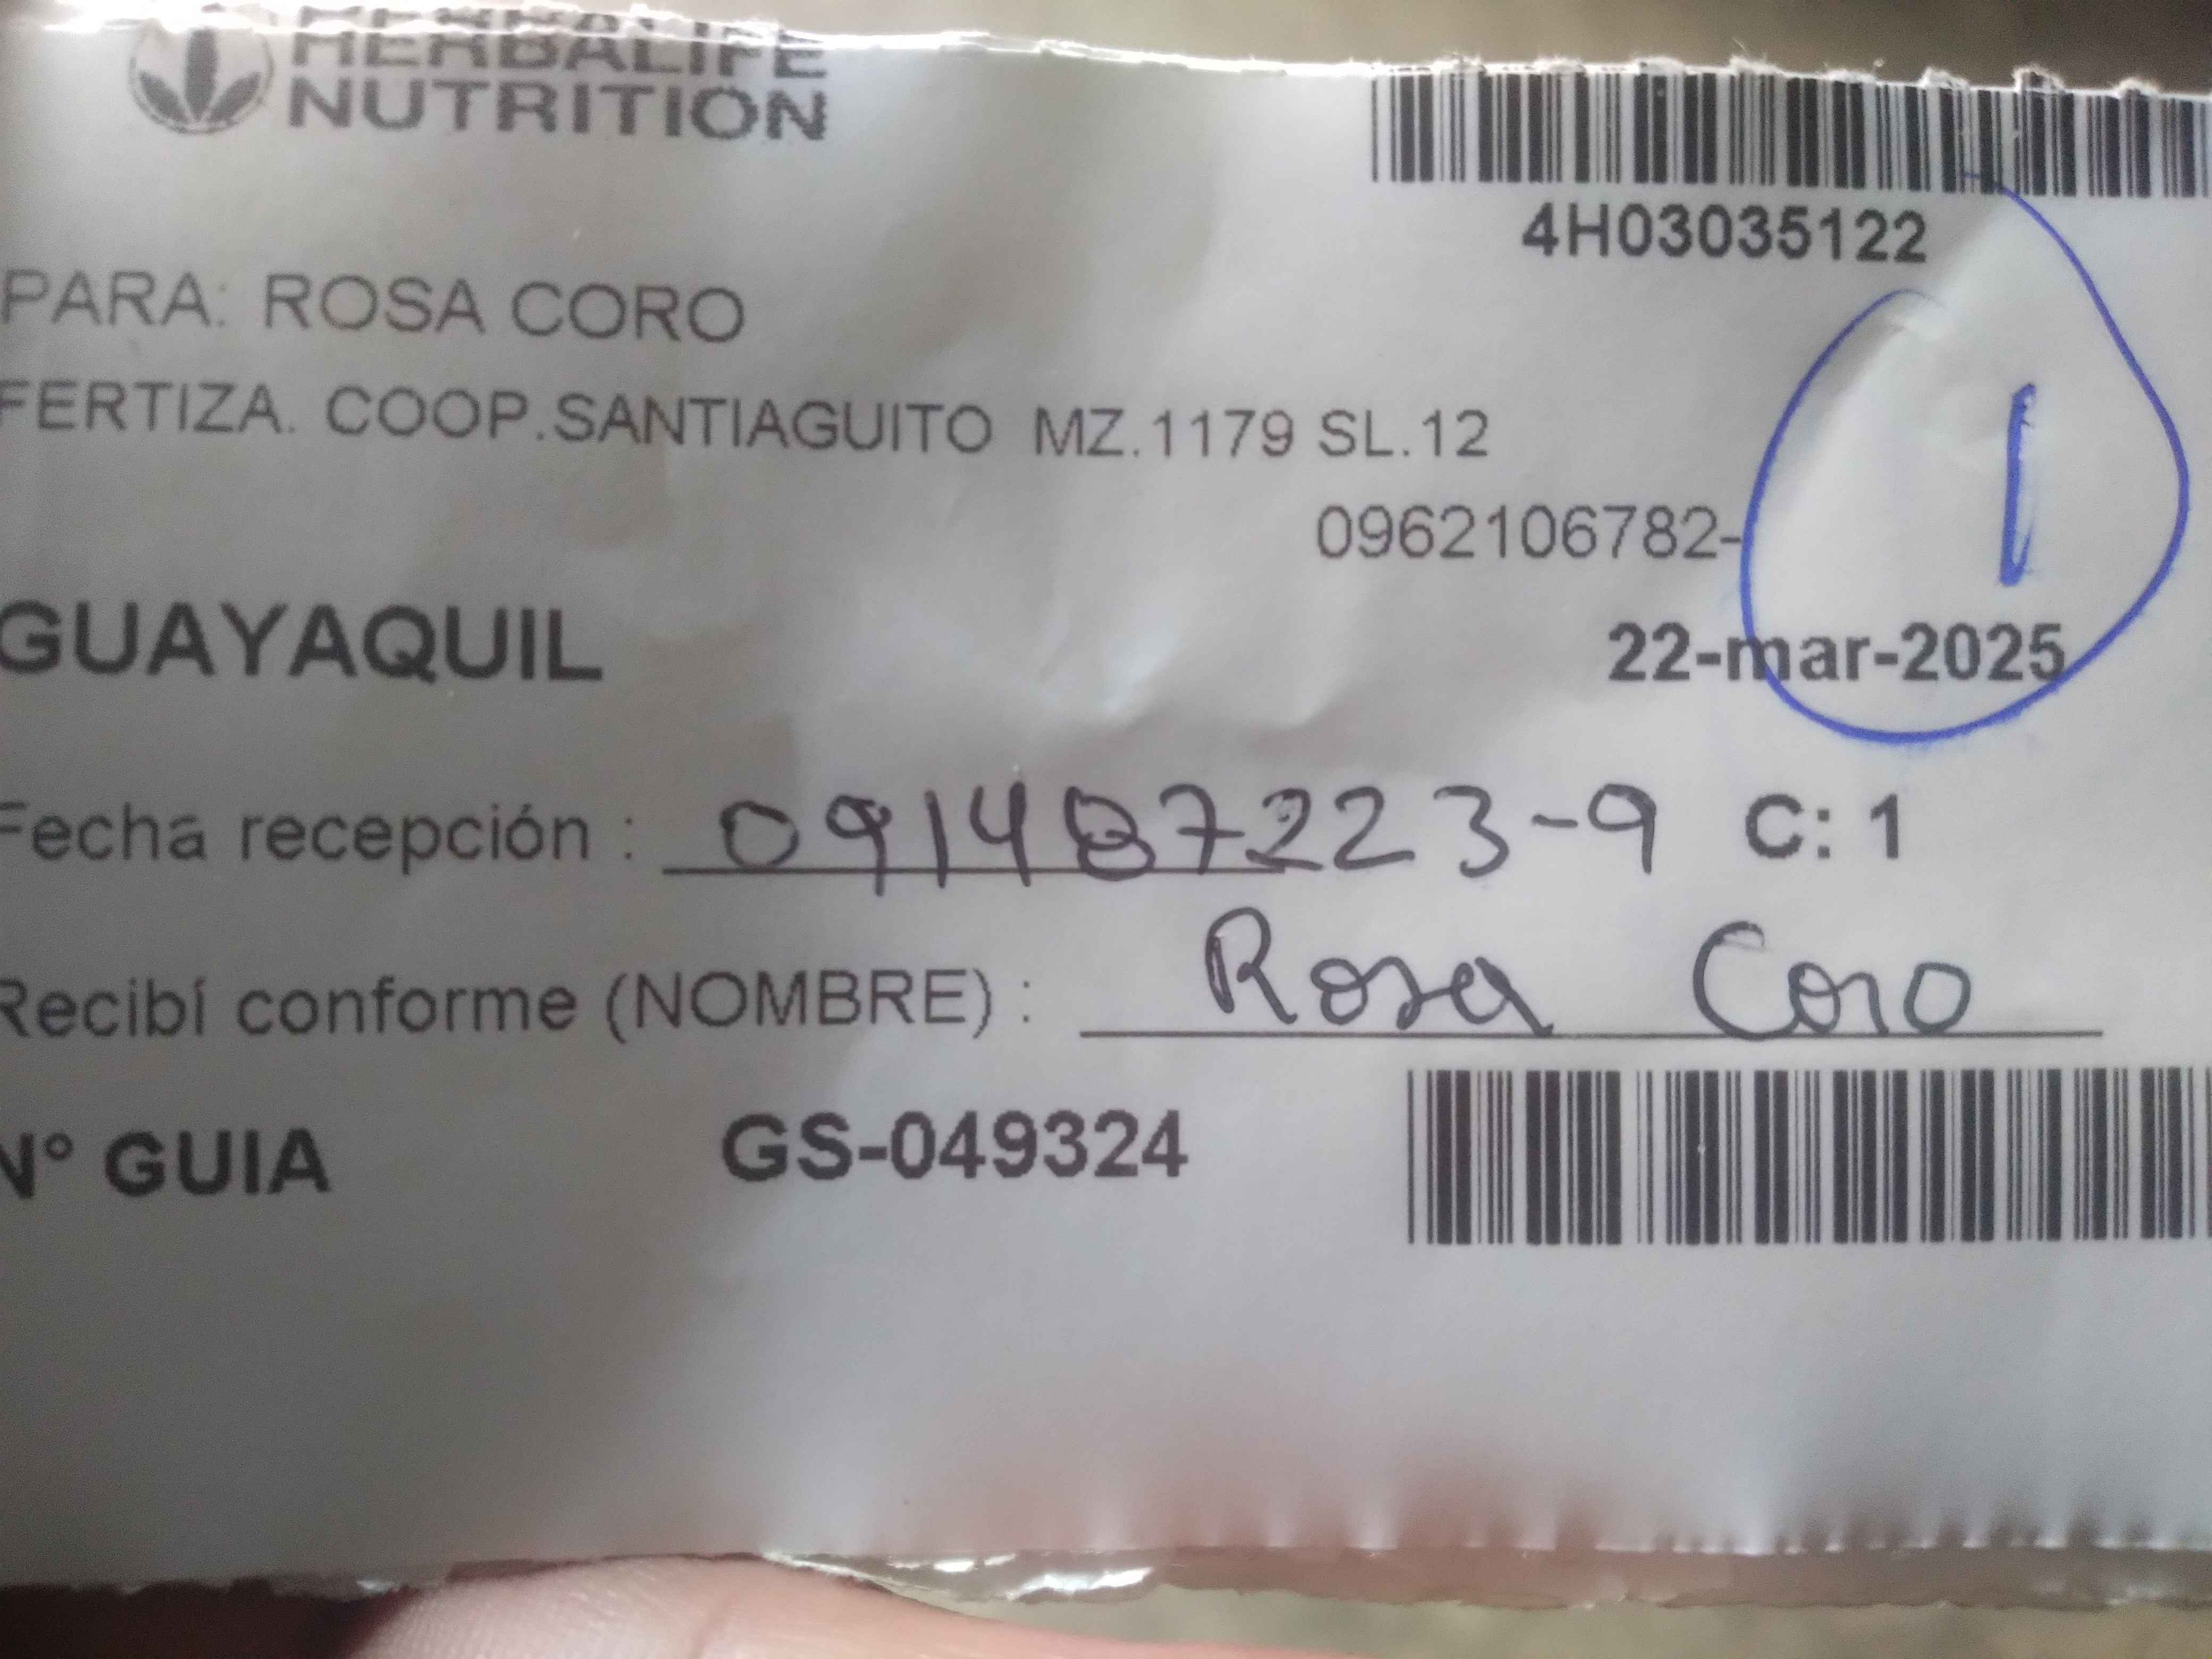 HERBALIFE
NUTRITION
4H03035122
PARA: ROSA CORO
FERTIZA. COOP.SANTIAGUITO MZ.1179 SL.12
0962106782-
1
GUAYAQUIL
22-mar-2025
Fecha recepción : 091487223-9 C: 1
Recibí conforme (NOMBRE) : Rosa Coro
N° GUIA GS-049324